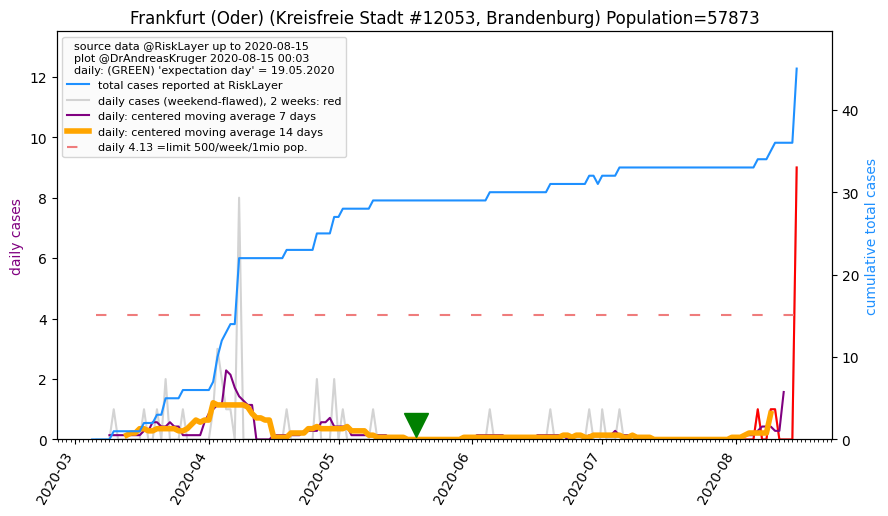 Frankfurt (Oder) (Kreisfreie Stadt #12053, Brandenburg) Population=57873
source data @RiskLayer up to 2020-08-15
plot @DrAndreasKruger 2020-08-15 00:03
daily: (GREEN) 'expectation day' = 19.05.2020
total cases reported at RiskLayer
daily cases (weekend-flawed), 2 weeks: red
daily: centered moving average 7 days
daily: centered moving average 14 days
daily 4.13 =limit 500/week/1mio pop.
daily cases
12
10
8
6
4
2
0
cumulative total cases
40
30
20
10
0
2020-03
2020-04
2020-05
2020-06
2020-07
2020-08